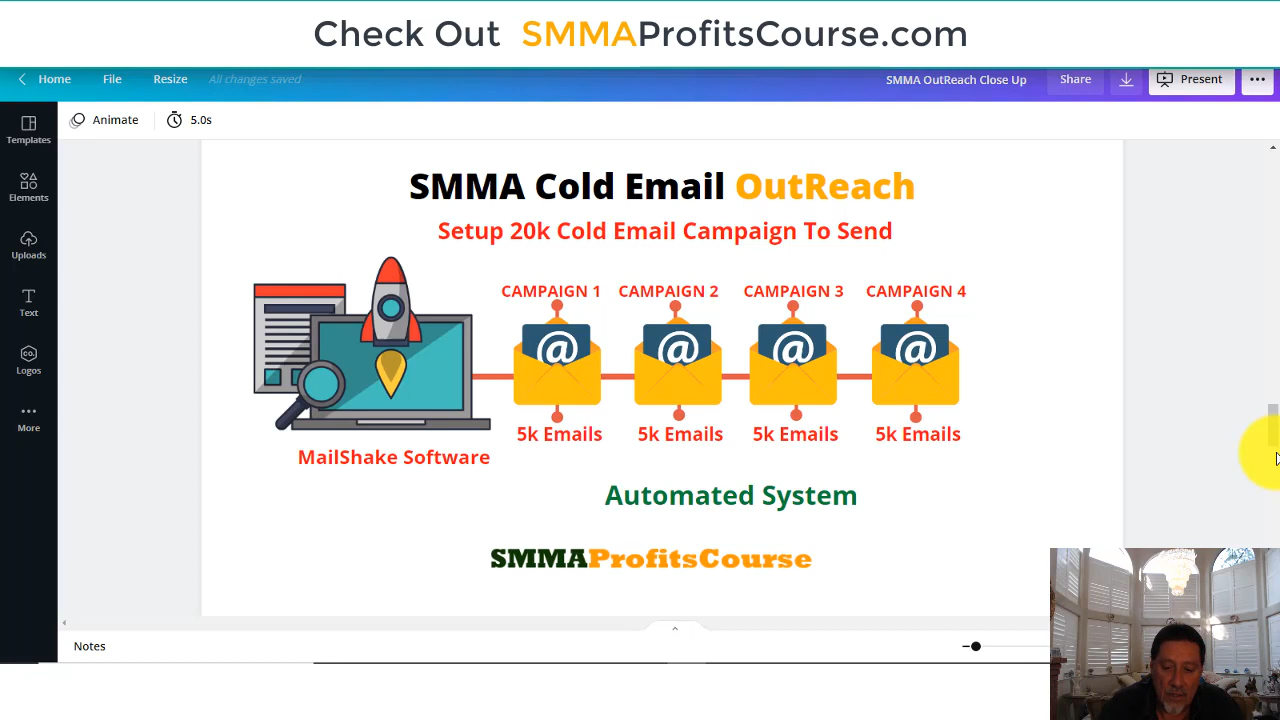 Check Out SMMAProfitsCourse.com
Home File Resize All changes saved SMMA OutReach Close Up Share Present
Animate 5.0s
Templates
Elements
Uploads
Text
CO.
Logos
More
SMMA Cold Email OutReach
Setup 20k Cold Email Campaign To Send
CAMPAIGN 1 CAMPAIGN 2 CAMPAIGN 3 CAMPAIGN 4
@ @ @ @
5k Emails 5k Emails 5k Emails 5k Emails
MailShake Software
Automated System
SMMAProfitsCourse
Notes